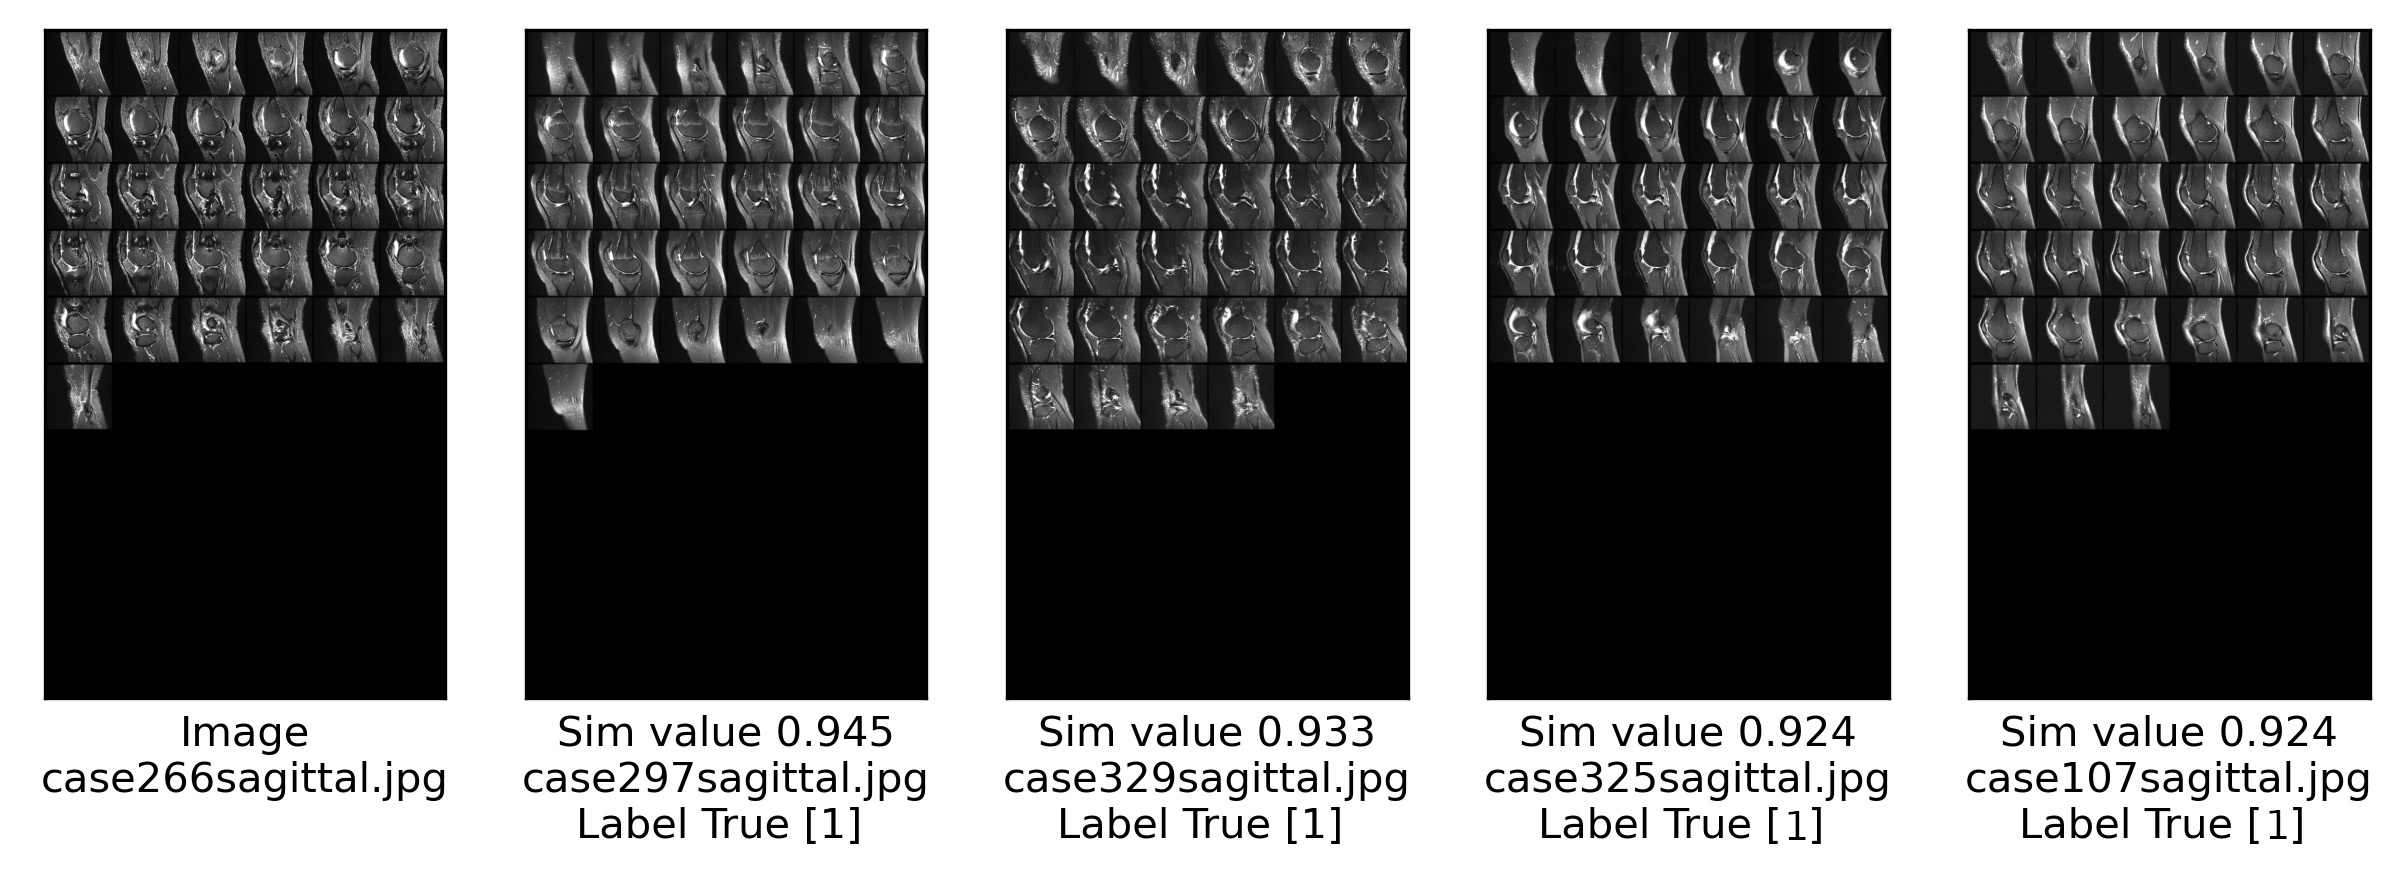 Image
case266sagittal.jpg
Sim value 0.945
case297sagittal.jpg
Label True [1]
Sim value 0.933
case329sagittal.jpg
Label True [1]
Sim value 0.924
case325sagittal.jpg
Label True [1]
Sim value 0.924
case107sagittal.jpg
Label True [1]